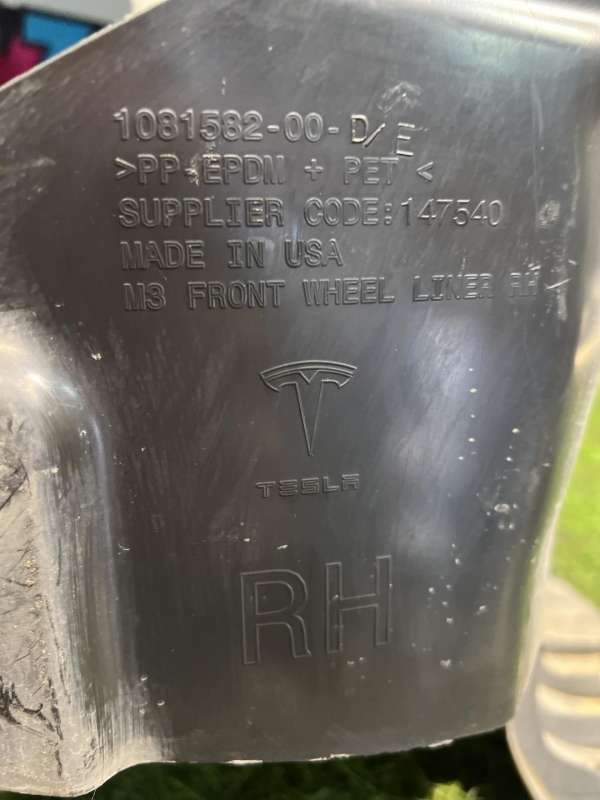 1081582-00-D/E
>PP+EPDM + PET <
SUPPLIER CODE:147540
MADE IN USA
M3 FRONT WHEEL LINER RH
TESLA
RH